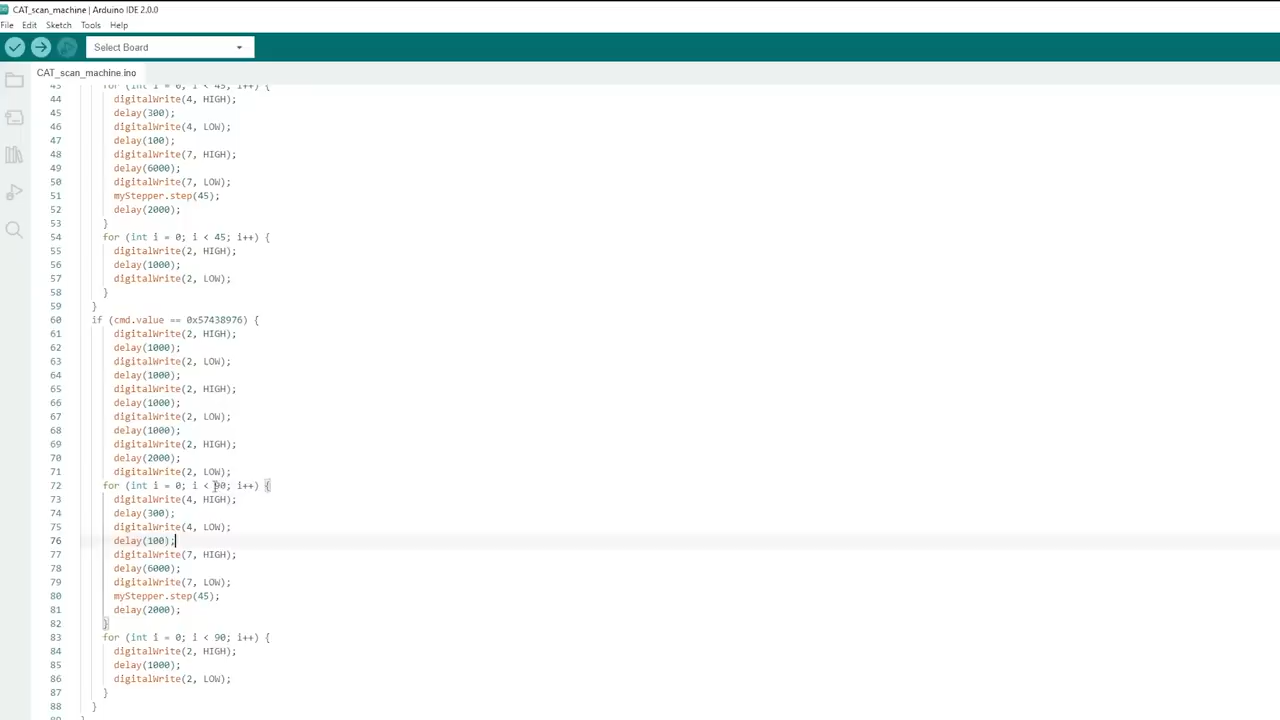 CAT_scan_machine | Arduino IDE 2.0.0
File Edit Sketch Tools Help
Select Board
CAT_scan_machine.ino
43 for (int i = 0; i < 45; i++) {
44 digitalWrite(4, HIGH);
45 delay(300);
46 digitalWrite(4, LOW);
47 delay(100);
48 digitalWrite(7, HIGH);
49 delay(6000);
50 digitalWrite(7, LOW);
51 myStepper.step(45);
52 delay(2000);
53 }
54 for (int i = 0; i < 45; i++) {
55 digitalWrite(2, HIGH);
56 delay(1000);
57 digitalWrite(2, LOW);
58 }
59 }
60 if (cmd.value == 0x57438976) {
61 digitalWrite(2, HIGH);
62 delay(1000);
63 digitalWrite(2, LOW);
64 delay(1000);
65 digitalWrite(2, HIGH);
66 delay(1000);
67 digitalWrite(2, LOW);
68 delay(1000);
69 digitalWrite(2, HIGH);
70 delay(2000);
71 digitalWrite(2, LOW);
72 for (int i = 0; i < 90; i++) {
73 digitalWrite(4, HIGH);
74 delay(300);
75 digitalWrite(4, LOW);
76 delay(100);
77 digitalWrite(7, HIGH);
78 delay(6000);
79 digitalWrite(7, LOW);
80 myStepper.step(45);
81 delay(2000);
82 }
83 for (int i = 0; i < 90; i++) {
84 digitalWrite(2, HIGH);
85 delay(1000);
86 digitalWrite(2, LOW);
87 }
88 }
89 }